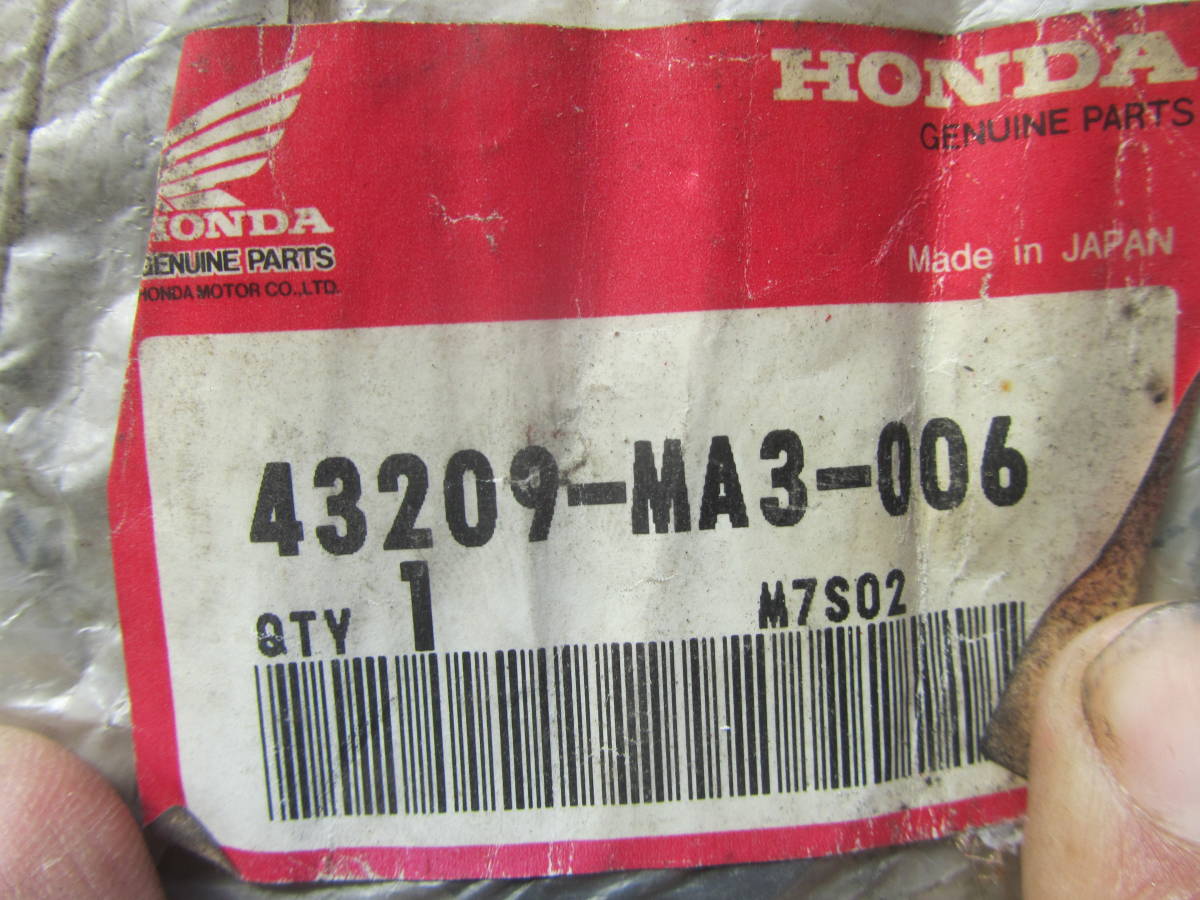 HONDA
GENUINE PARTS
Made in JAPAN
HONDA
GENUINE PARTS
HONDA MOTOR CO.,LTD.
43209-MA3-006
QTY 1
M7S02